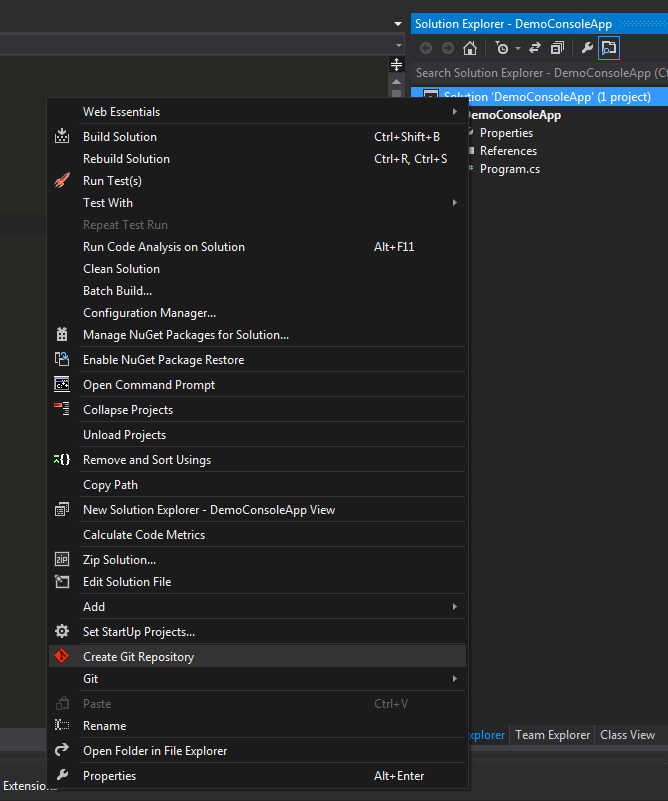 Solution Explorer - DemoConsoleApp
Search Solution Explorer - DemoConsoleApp (Ct
Solution 'DemoConsoleApp' (1 project)
DemoConsoleApp
Properties
References
Program.cs
Web Essentials
Build Solution Ctrl+Shift+B
Rebuild Solution Ctrl+R, Ctrl+S
Run Test(s)
Test With
Repeat Test Run
Run Code Analysis on Solution Alt+F11
Clean Solution
Batch Build...
Configuration Manager...
Manage NuGet Packages for Solution...
Enable NuGet Package Restore
Open Command Prompt
Collapse Projects
Unload Projects
Remove and Sort Usings
Copy Path
New Solution Explorer - DemoConsoleApp View
Calculate Code Metrics
Zip Solution...
Edit Solution File
Add
Set StartUp Projects...
Create Git Repository
Git
Paste Ctrl+V
Rename
Open Folder in File Explorer
Properties Alt+Enter
xplorer Team Explorer Class View
Extensions